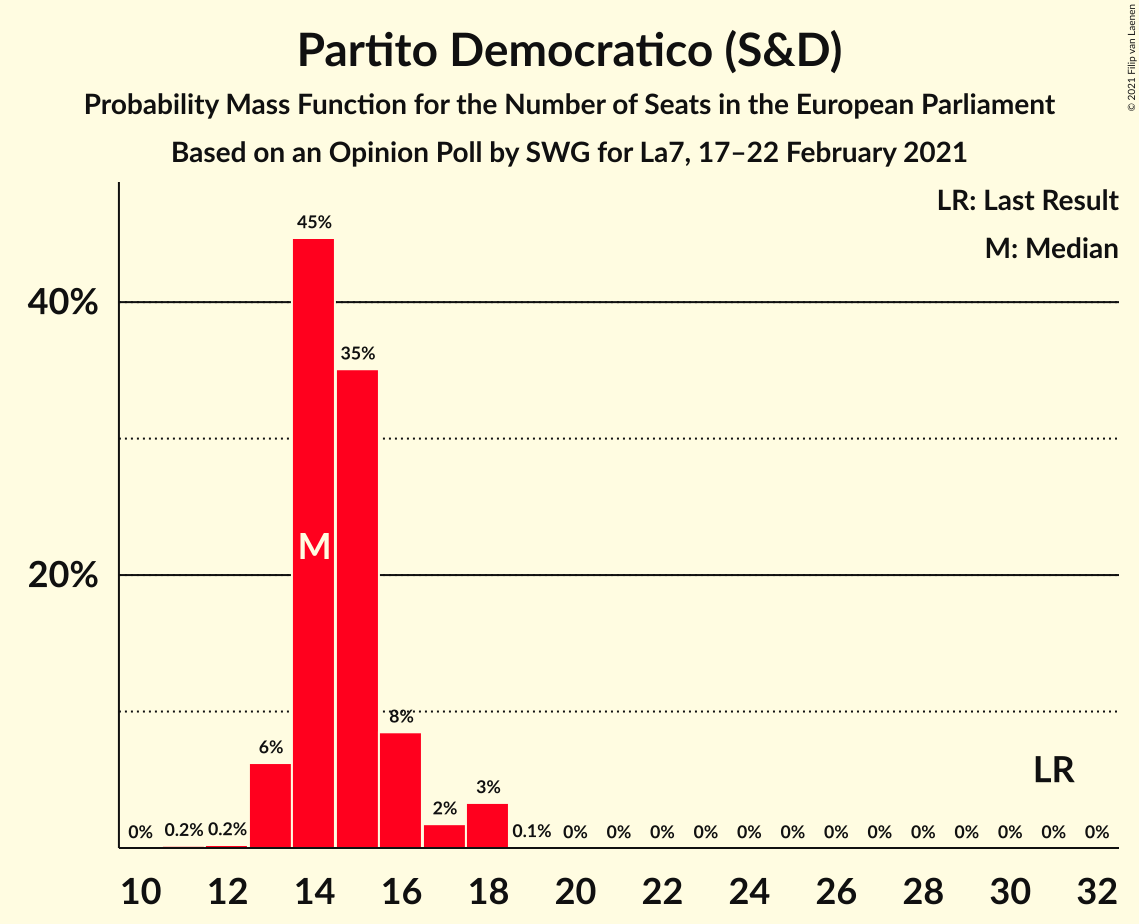 Partito Democratico (S&D)
Probability Mass Function for the Number of Seats in the European Parliament
Based on an Opinion Poll by SWG for La7, 17–22 February 2021
© 2021 Filip van Laenen
LR: Last Result
M: Median
40%
20%
0% 0.2% 0.2% 6% 45% 35% 8% 2% 3% 0.1% 0% 0% 0% 0% 0% 0% 0% 0% 0% 0% 0% 0% 0%
M
LR
10 12 14 16 18 20 22 24 26 28 30 32